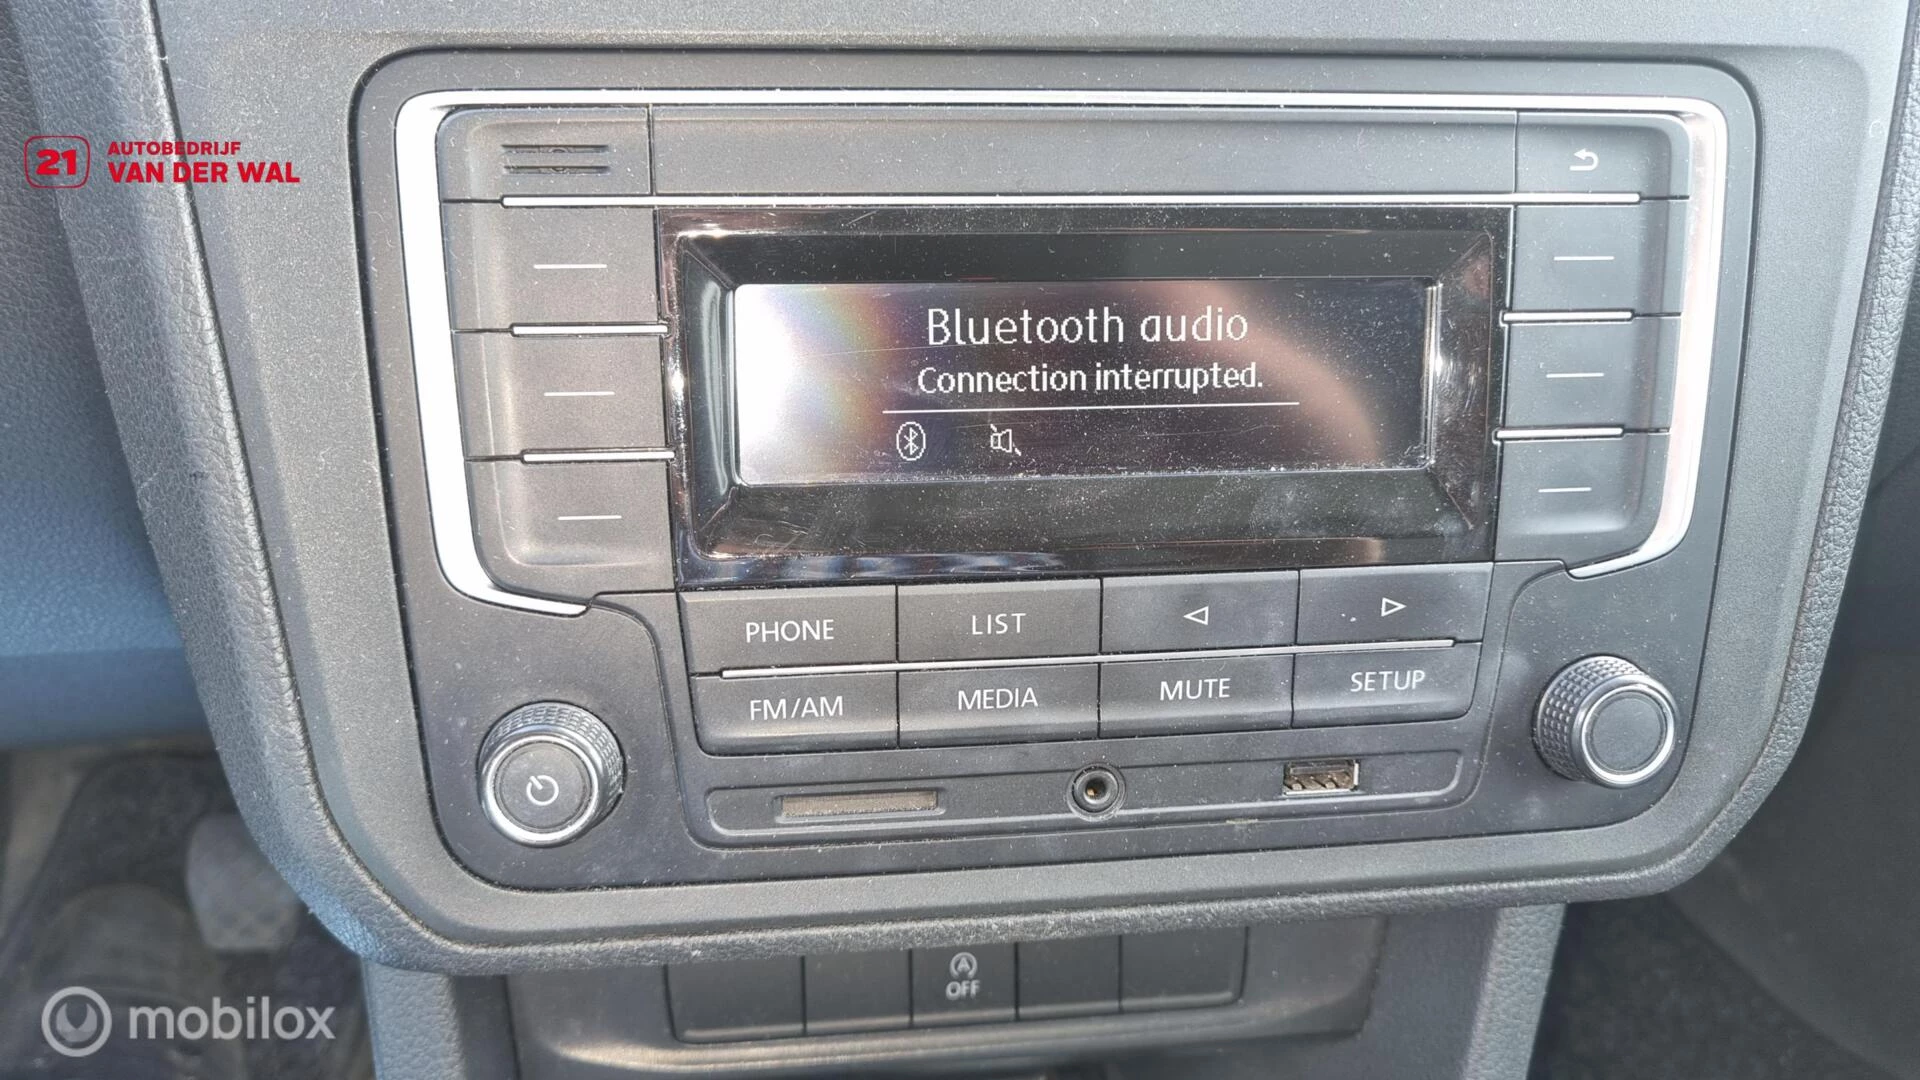 21
AUTOBEDRIJF
VAN DER WAL
Bluetooth audio
Connection interrupted.
PHONE
LIST
FM/AM
MEDIA
MUTE
SETUP
A
OFF
mobilox